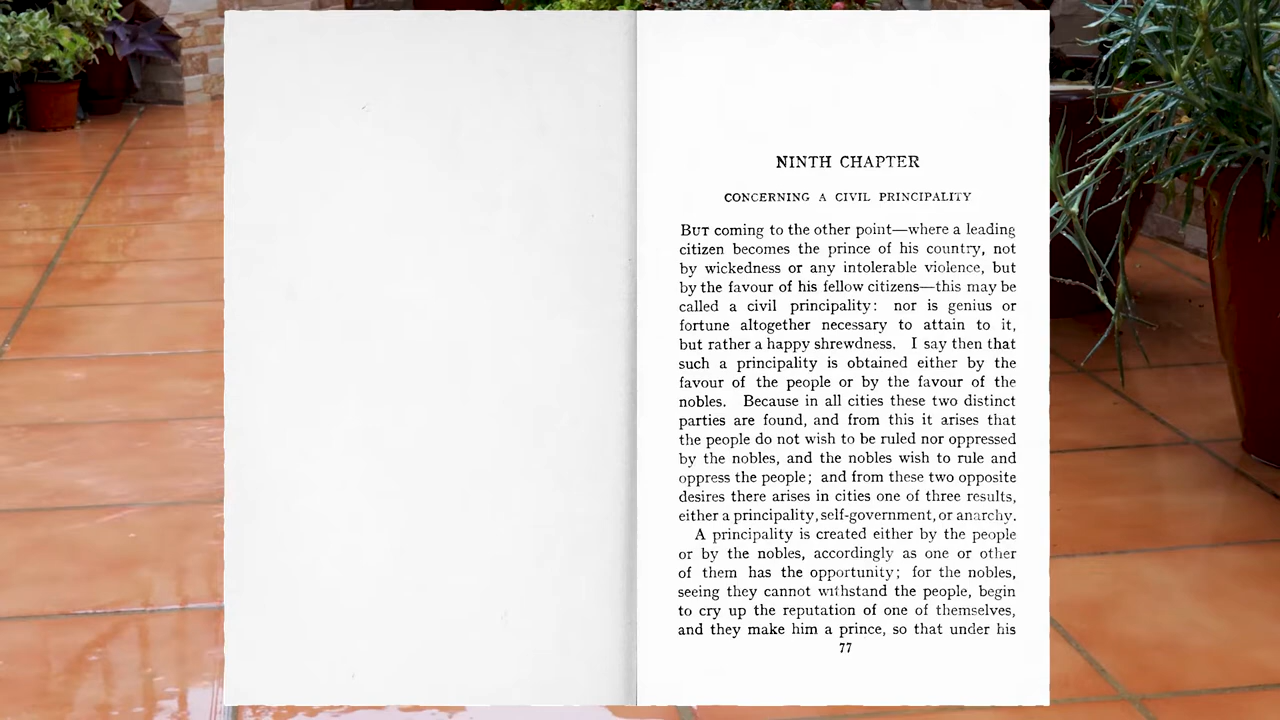 NINTH CHAPTER
CONCERNING A CIVIL PRINCIPALITY
BUT coming to the other point—where a leading
citizen becomes the prince of his country, not
by wickedness or any intolerable violence, but
by the favour of his fellow citizens—this may be
called a civil principality: nor is genius or
fortune altogether necessary to attain to it,
but rather a happy shrewdness. I say then that
such a principality is obtained either by the
favour of the people or by the favour of the
nobles. Because in all cities these two distinct
parties are found, and from this it arises that
the people do not wish to be ruled nor oppressed
by the nobles, and the nobles wish to rule and
oppress the people; and from these two opposite
desires there arises in cities one of three results,
either a principality, self-government, or anarchy.
A principality is created either by the people
or by the nobles, accordingly as one or other
of them has the opportunity; for the nobles,
seeing they cannot withstand the people, begin
to cry up the reputation of one of themselves,
and they make him a prince, so that under his
77